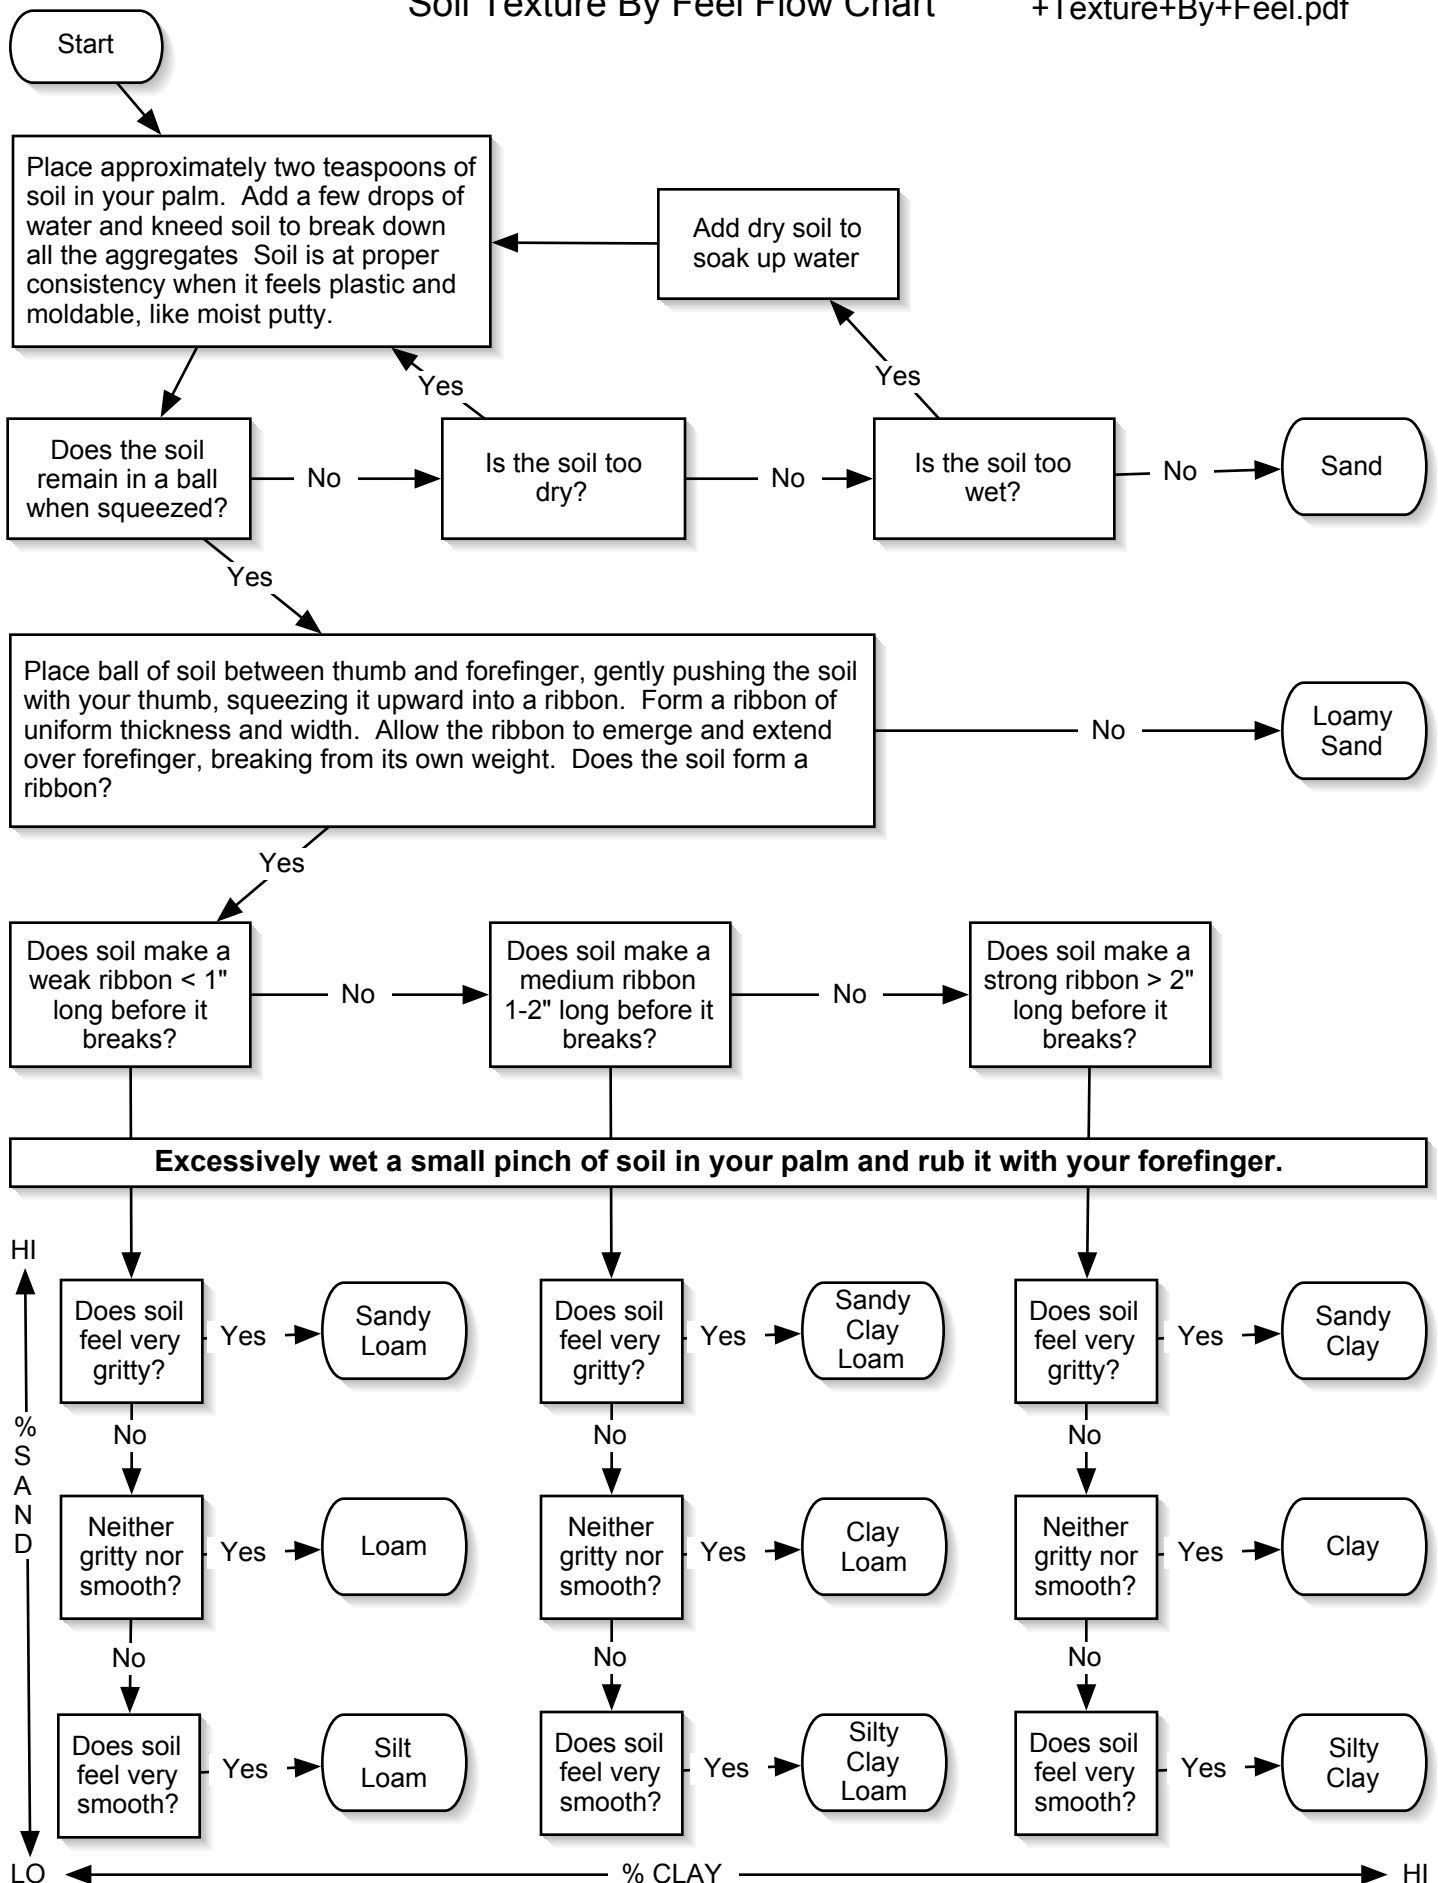 Soil Texture By Feel Flow Chart
+Texture+By+Feel.pdf
Start
Place approximately two teaspoons of
soil in your palm. Add a few drops of
water and kneed soil to break down
all the aggregates Soil is at proper
consistency when it feels plastic and
moldable, like moist putty.
Add dry soil to
soak up water
Yes
Yes
Does the soil
remain in a ball
when squeezed?
No
Is the soil too
dry?
No
Is the soil too
wet?
No
Sand
Yes
Place ball of soil between thumb and forefinger, gently pushing the soil
with your thumb, squeezing it upward into a ribbon. Form a ribbon of
uniform thickness and width. Allow the ribbon to emerge and extend
over forefinger, breaking from its own weight. Does the soil form a
ribbon?
No
Loamy
Sand
Yes
Does soil make a
weak ribbon < 1"
long before it
breaks?
No
Does soil make a
medium ribbon
1-2" long before it
breaks?
No
Does soil make a
strong ribbon > 2"
long before it
breaks?
Excessively wet a small pinch of soil in your palm and rub it with your forefinger.
HI
Does soil
feel very
gritty?
Yes
Sandy
Loam
Does soil
feel very
gritty?
Yes
Sandy
Clay
Loam
Does soil
feel very
gritty?
Yes
Sandy
Clay
%
S
A
N
D
No
No
No
Neither
gritty nor
smooth?
Yes
Loam
Neither
gritty nor
smooth?
Yes
Clay
Loam
Neither
gritty nor
smooth?
Yes
Clay
No
No
No
Does soil
feel very
smooth?
Yes
Silt
Loam
Does soil
feel very
smooth?
Yes
Silty
Clay
Loam
Does soil
feel very
smooth?
Yes
Silty
Clay
LO
% CLAY
HI